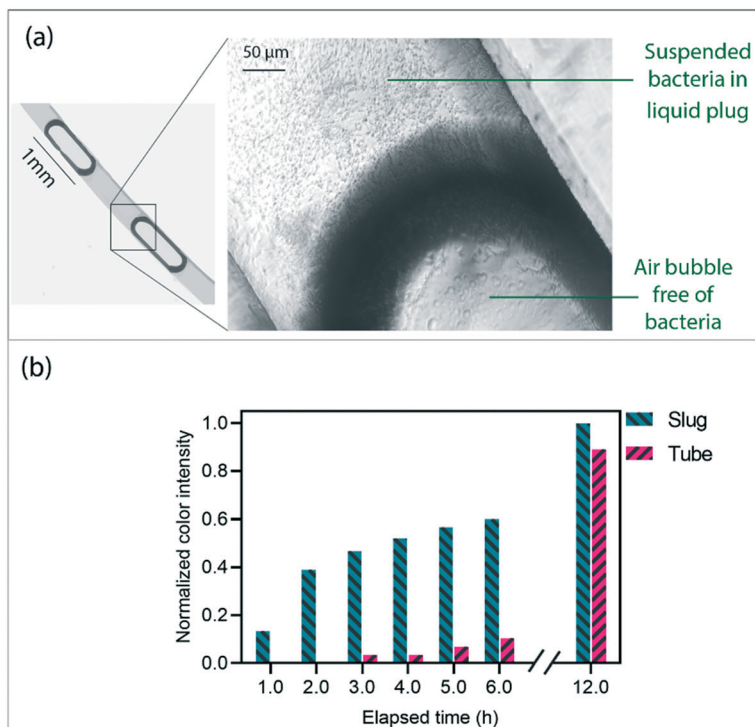 (a)
50 μm
1mm
Suspended
bacteria in
liquid plug
Air bubble
free of
bacteria
(b)
Normalized color intensity
1.0
0.8
0.6
0.4
0.2
0.0
1.0 2.0 3.0 4.0 5.0 6.0 12.0
Elapsed time (h)
Slug
Tube